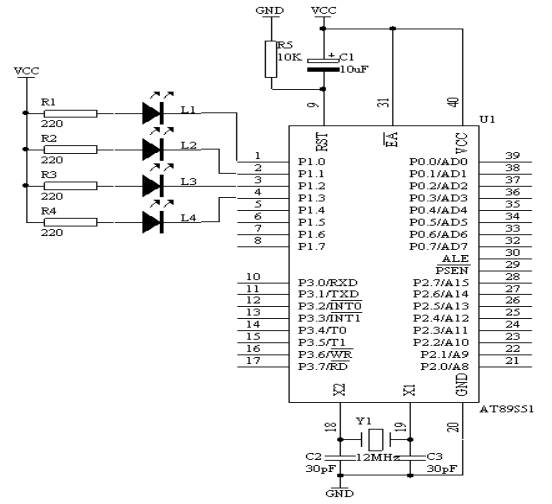 GND VCC
R5
10K
+ C1
10uF
VCC
R1
220
L1
R2
220
L2
R3
220
L3
R4
220
L4
9 31 40
U1
RST EA VCC
1 P1.0 P0.0/AD0 39
2 P1.1 P0.1/AD1 38
3 P1.2 P0.2/AD2 37
4 P1.3 P0.3/AD3 36
5 P1.4 P0.4/AD4 35
6 P1.5 P0.5/AD5 34
7 P1.6 P0.6/AD6 33
8 P1.7 P0.7/AD7 32
ALE 30
PSEN 29
10 P3.0/RXD P2.7/A15 28
11 P3.1/TXD P2.6/A14 27
12 P3.2/INT0 P2.5/A13 26
13 P3.3/INT1 P2.4/A12 25
14 P3.4/T0 P2.3/A11 24
15 P3.5/T1 P2.2/A10 23
16 P3.6/WR P2.1/A9 22
17 P3.7/RD P2.0/A8 21
X2 X1 GND
AT89S51
18 Y1 19 20
C2 12MHz C3
30pF 30pF
GND